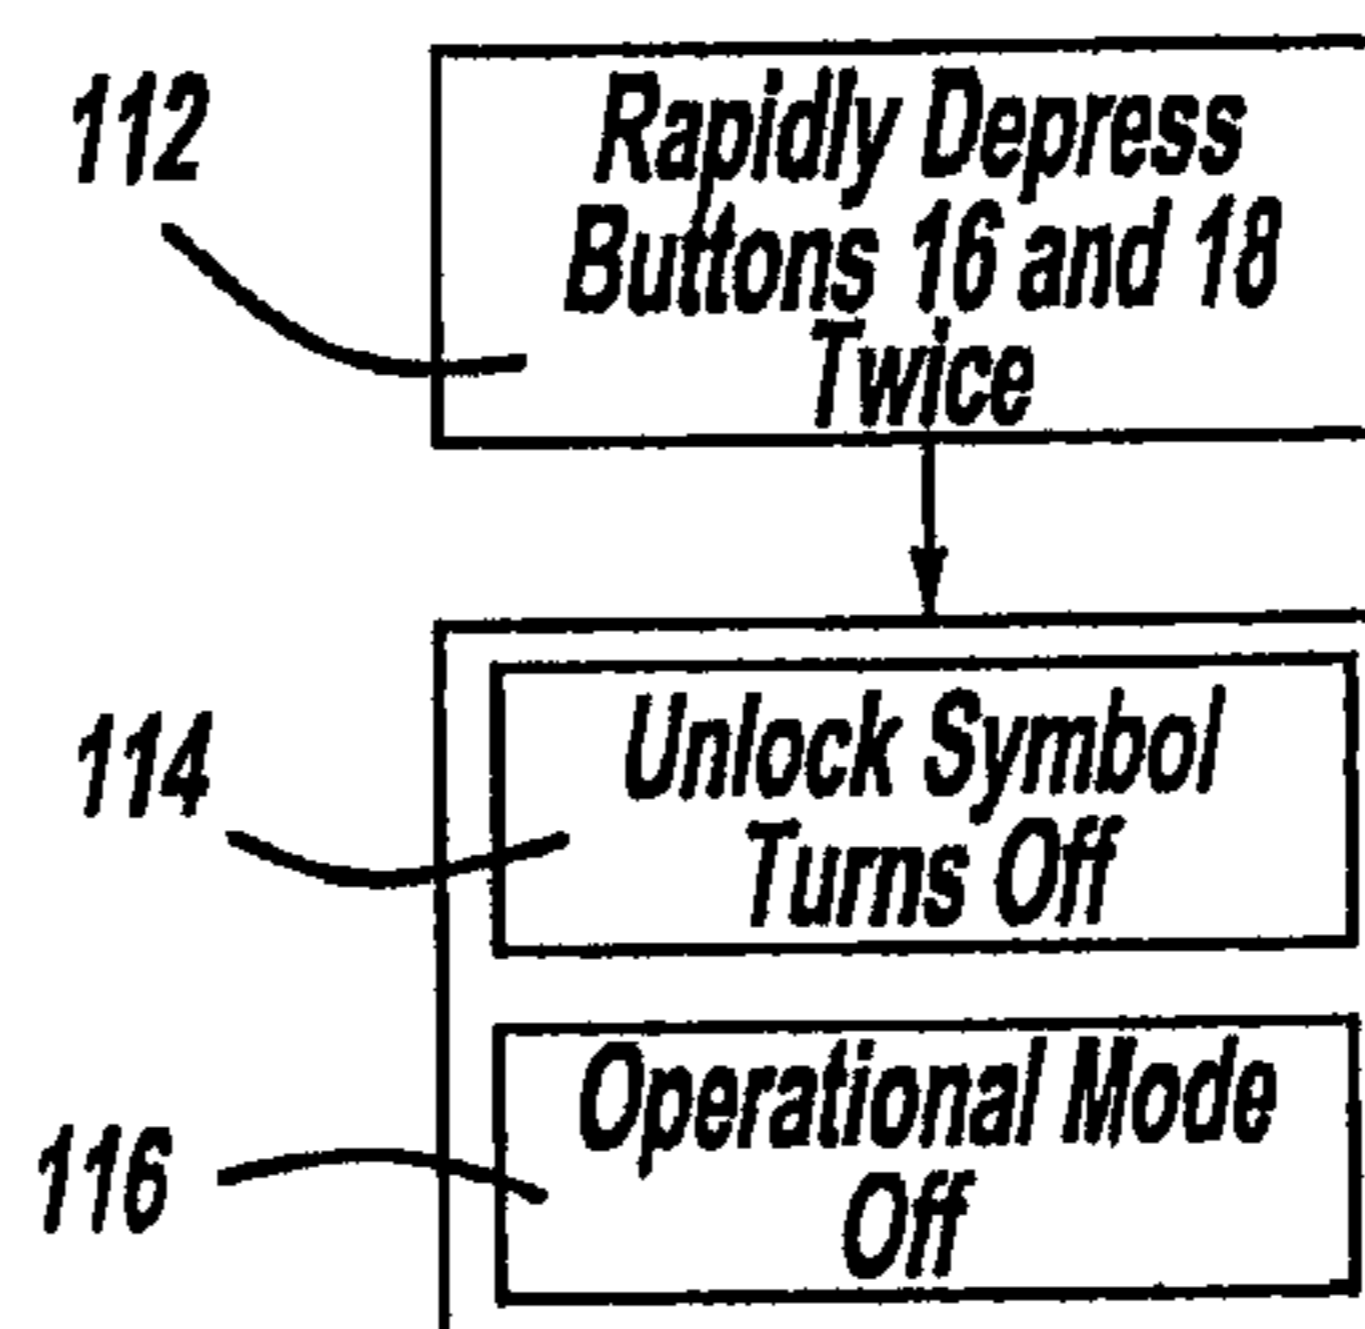 112
Rapidly Depress
Buttons 16 and 18
Twice
114
Unlock Symbol
Turns Off
116
Operational Mode
Off